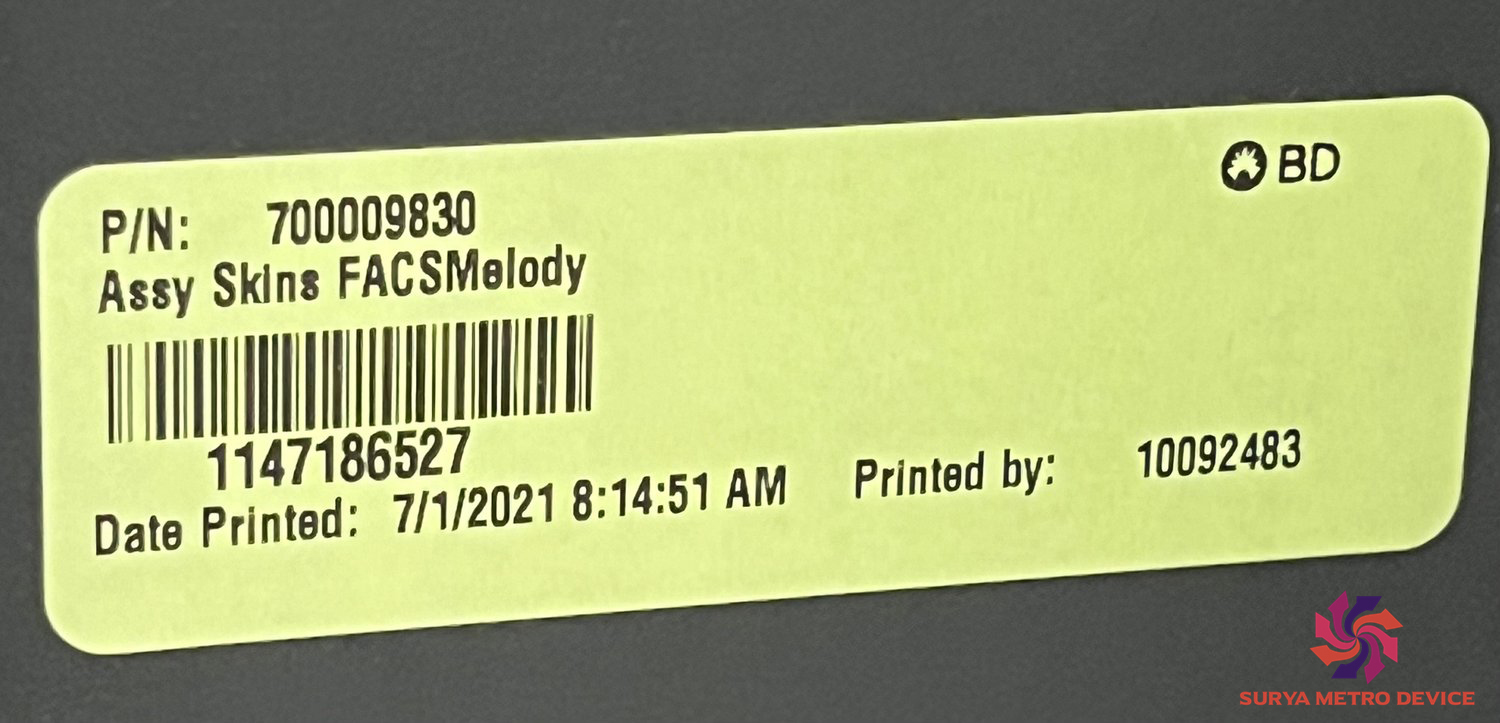 BD
P/N: 700009830
Assy Skins FACSMelody
1147186527
Date Printed: 7/1/2021 8:14:51 AM Printed by: 10092483
SURYA METRO DEVICE